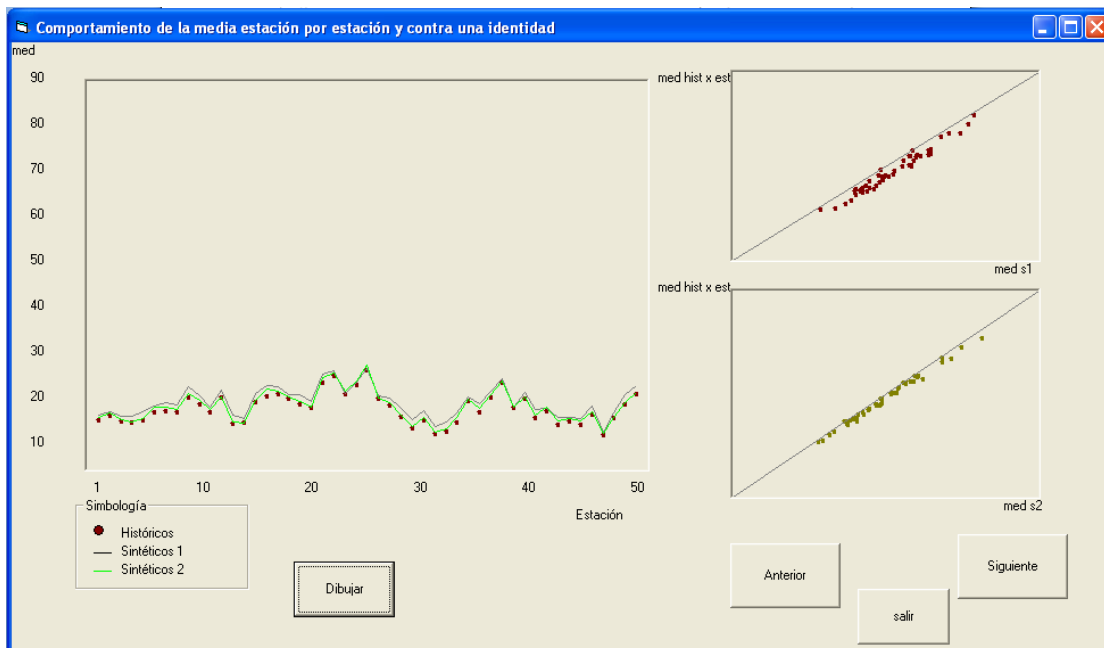 Comportamiento de la media estación por estación y contra una identidad
med
90
80
70
60
50
40
30
20
10
1 10 20 30 40 50
Estación
Simbología
Históricos
Sintéticos 1
Sintéticos 2
Dibujar
med hist x est
med s1
med hist x est
med s2
Anterior
Siguiente
salir